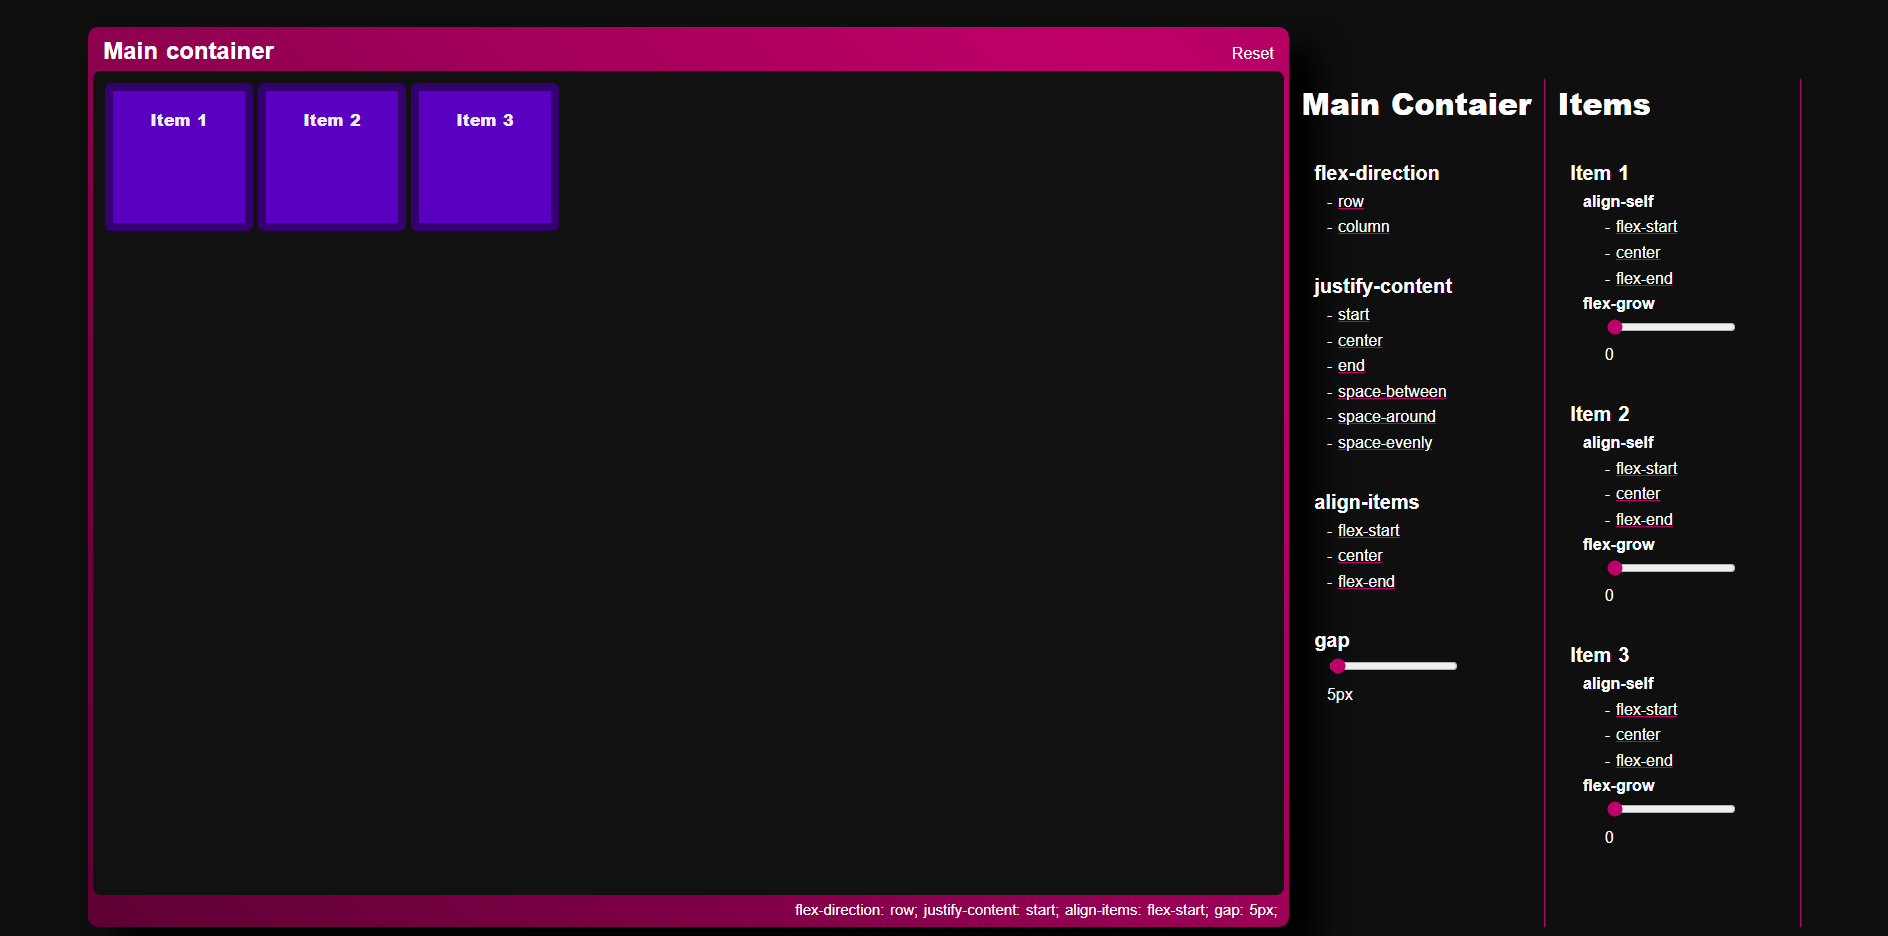 Main container
Reset
Item 1
Item 2
Item 3
flex-direction: row; justify-content: start; align-items: flex-start; gap: 5px;
Main Contaier
flex-direction
- row
- column
justify-content
- start
- center
- end
- space-between
- space-around
- space-evenly
align-items
- flex-start
- center
- flex-end
gap
5px
Items
Item 1
align-self
- flex-start
- center
- flex-end
flex-grow
0
Item 2
align-self
- flex-start
- center
- flex-end
flex-grow
0
Item 3
align-self
- flex-start
- center
- flex-end
flex-grow
0